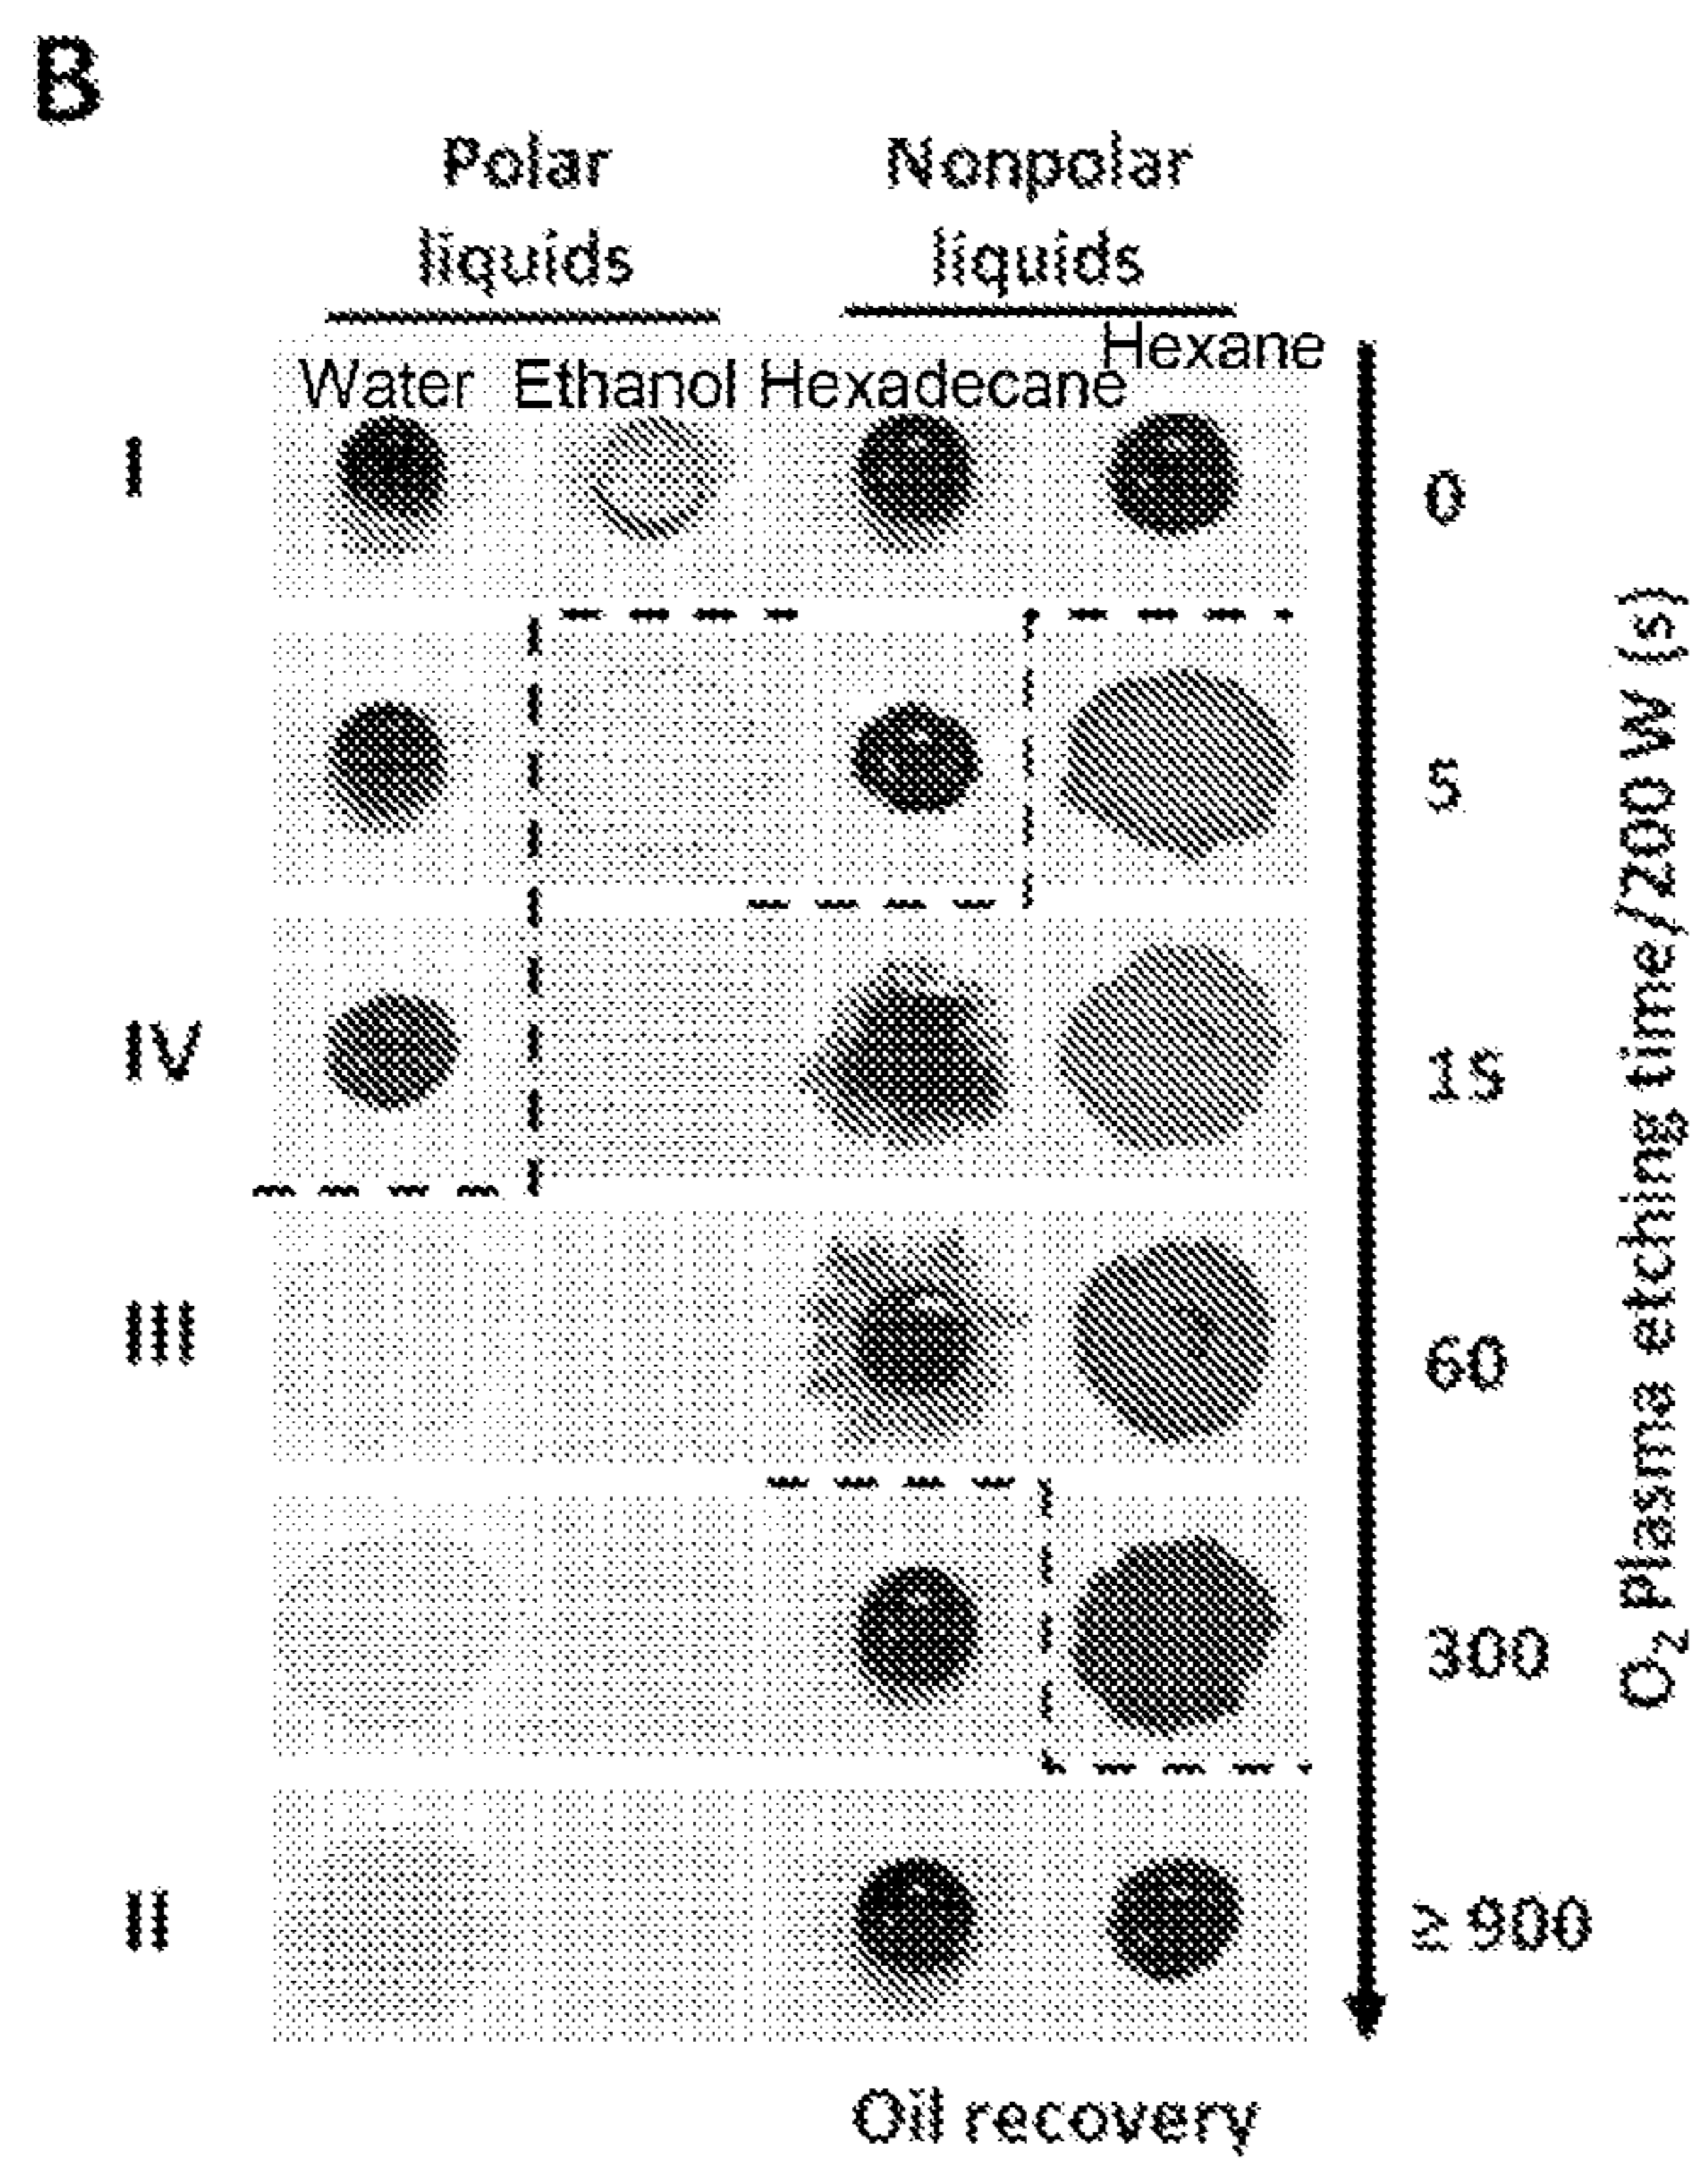 B
Polar
liquids
Nonpolar
liquids
Water Ethanol Hexadecane Hexane
I
0
5
IV
15
III
60
300
II
≥ 900
O2 Plasma etching time/200 W (s)
Oil recovery